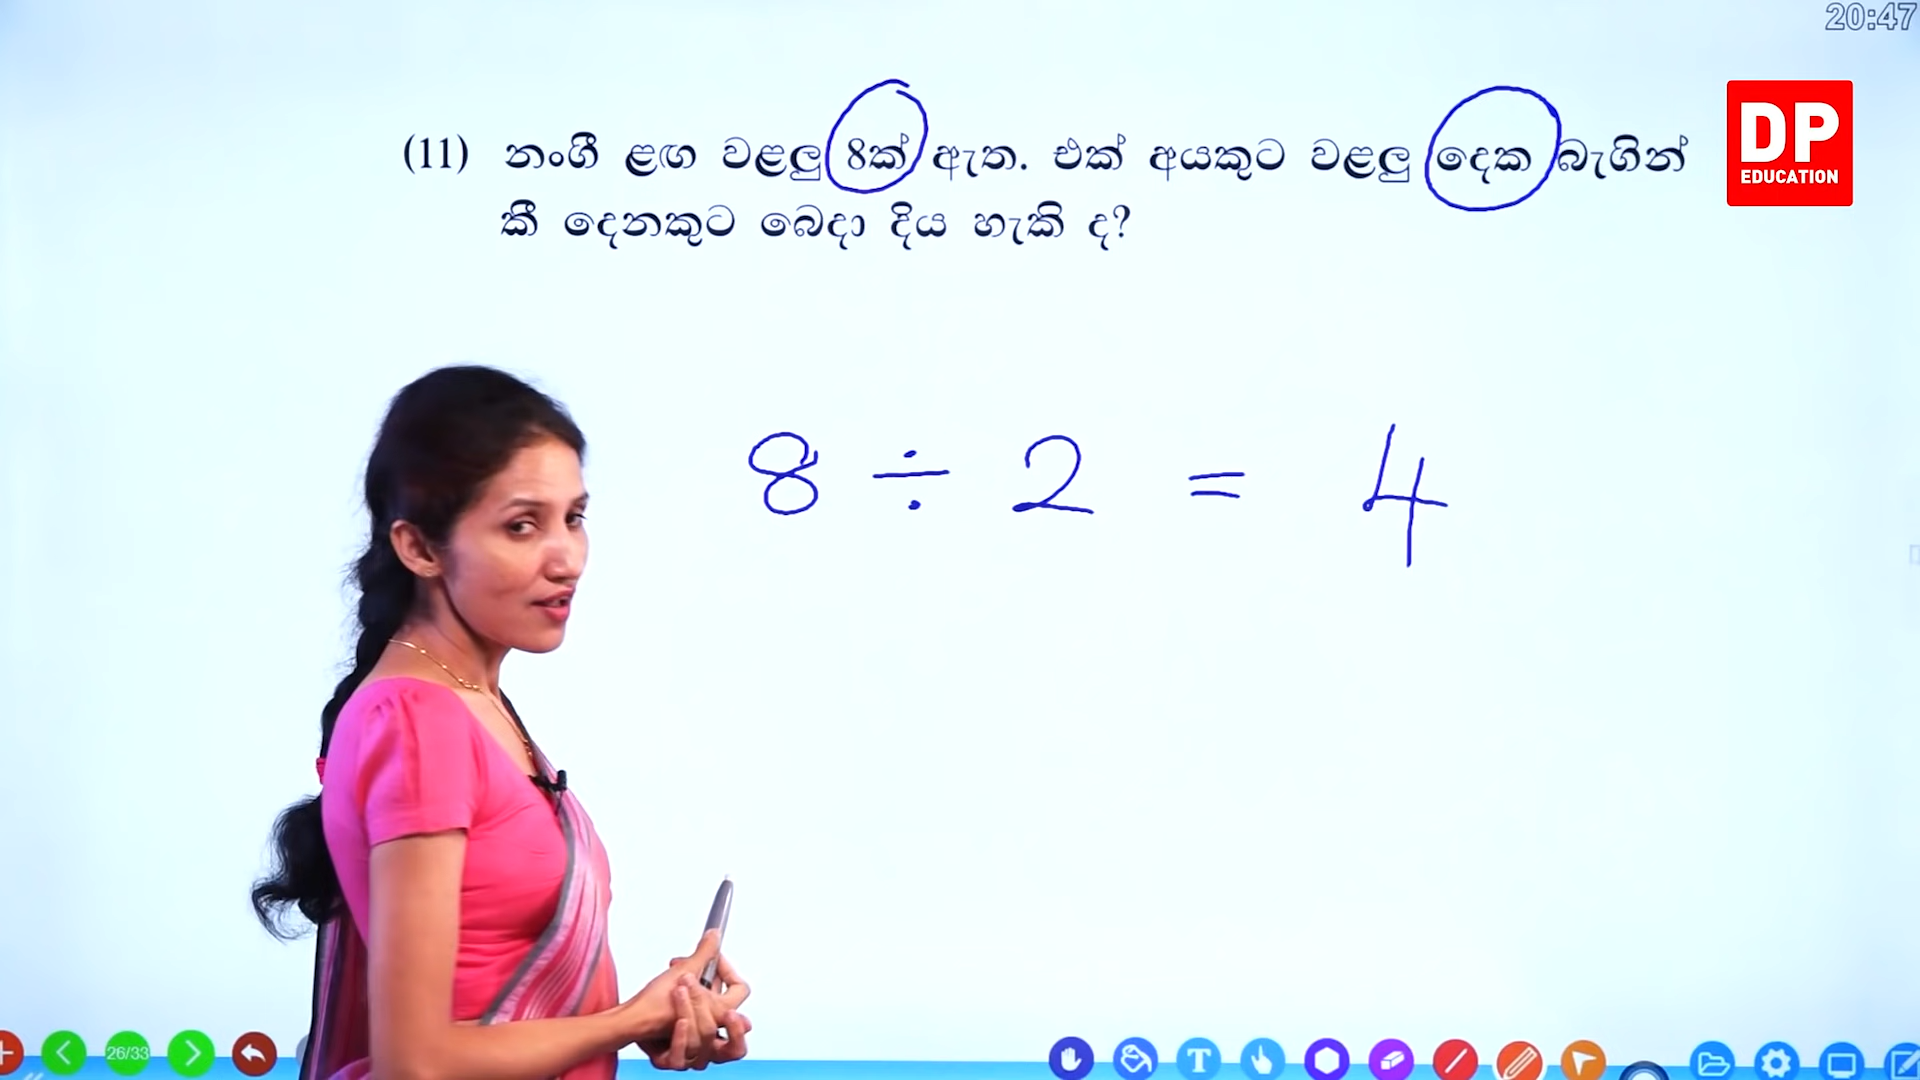 20:47
DP
EDUCATION
(11) නංගී ළඟ වළලු 8ක් ඇත. එක් අයකුට වළලු දෙක බැගින්
කී දෙනකුට බෙදා දිය හැකි ද?
8 ÷ 2 = 4
26/33
T